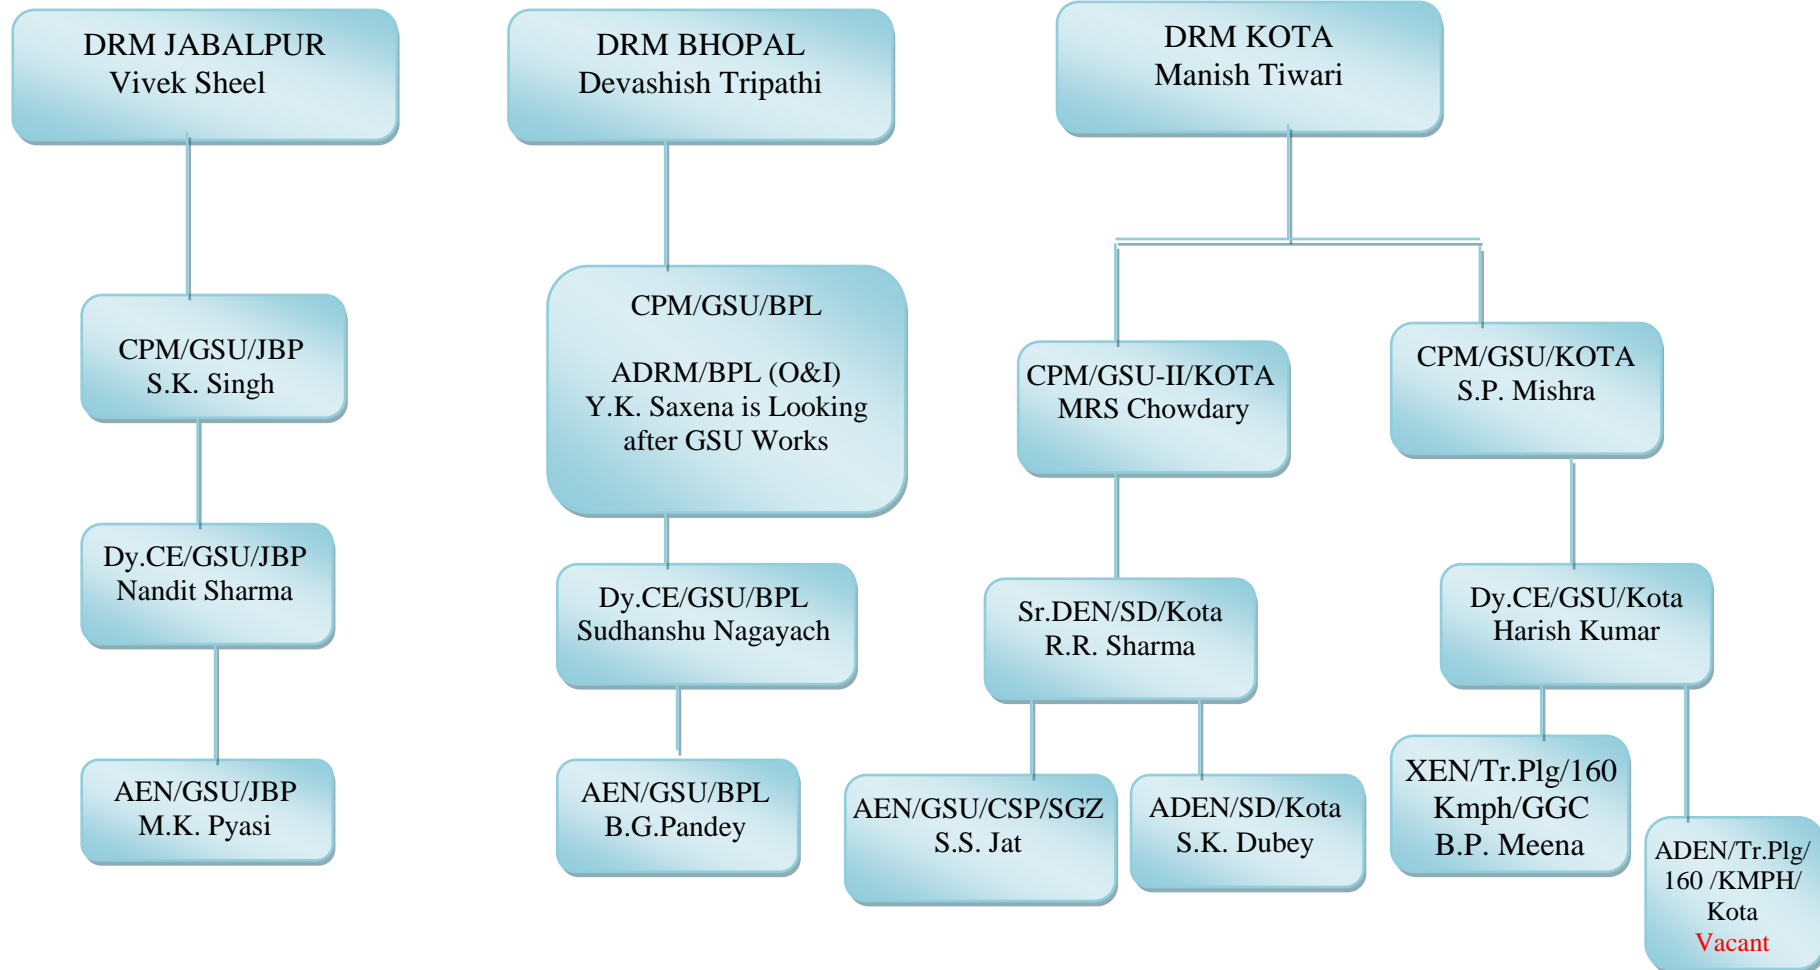 DRM JABALPUR
Vivek Sheel
DRM BHOPAL
Devashish Tripathi
DRM KOTA
Manish Tiwari
CPM/GSU/JBP
S.K. Singh
CPM/GSU/BPL
ADRM/BPL (O&I)
Y.K. Saxena is Looking
after GSU Works
CPM/GSU-II/KOTA
MRS Chowdary
CPM/GSU/KOTA
S.P. Mishra
Dy.CE/GSU/JBP
Nandit Sharma
Dy.CE/GSU/BPL
Sudhanshu Nagayach
Sr.DEN/SD/Kota
R.R. Sharma
Dy.CE/GSU/Kota
Harish Kumar
AEN/GSU/JBP
M.K. Pyasi
AEN/GSU/BPL
B.G.Pandey
AEN/GSU/CSP/SGZ
S.S. Jat
ADEN/SD/Kota
S.K. Dubey
XEN/Tr.Plg/160
Kmph/GGC
B.P. Meena
ADEN/Tr.Plg/
160 /KMPH/
Kota
Vacant